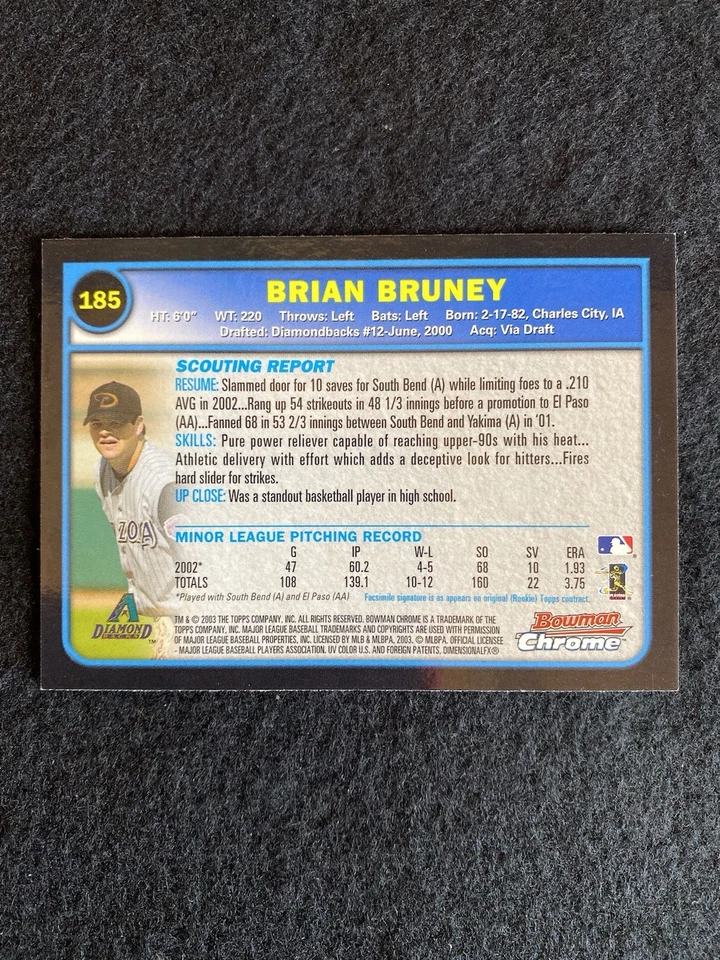 185
BRIAN BRUNEY
HT: 6'0" WT: 220 Throws: Left Bats: Left Born: 2-17-82, Charles City, IA
Drafted: Diamondbacks #12-June, 2000 Acq: Via Draft
SCOUTING REPORT
RESUME: Slammed door for 10 saves for South Bend (A) while limiting foes to a .210
AVG in 2002...Rang up 54 strikeouts in 48 1/3 innings before a promotion to El Paso
(AA)...Fanned 68 in 53 2/3 innings between South Bend and Yakima (A) in '01.
SKILLS: Pure power reliever capable of reaching upper-90s with his heat...
Athletic delivery with effort which adds a deceptive look for hitters...Fires
hard slider for strikes.
UP CLOSE: Was a standout basketball player in high school.
ZONA
MINOR LEAGUE PITCHING RECORD
G IP W-L SO SV ERA
2002* 47 60.2 4-5 68 10 1.93
TOTALS 108 139.1 10-12 160 22 3.75
*Played with South Bend (A) and El Paso (AA) Facsimile signature is as appears on original (Rookie) Topps contract.
A
DIAMOND
BACKS
TM
TM & © 2003 THE TOPPS COMPANY, INC. ALL RIGHTS RESERVED. BOWMAN CHROME IS A TRADEMARK OF THE
TOPPS COMPANY, INC. MAJOR LEAGUE BASEBALL TRADEMARKS AND COPYRIGHTS ARE USED WITH PERMISSION
OF MAJOR LEAGUE BASEBALL PROPERTIES, INC. LICENSED BY MLB & MLBPA, 2003. © MLBPA. OFFICIAL LICENSEE
- MAJOR LEAGUE BASEBALL PLAYERS ASSOCIATION. UV COLOR U.S. AND FOREIGN PATENTS. DIMENSIONALFX®
Bowman
Chrome